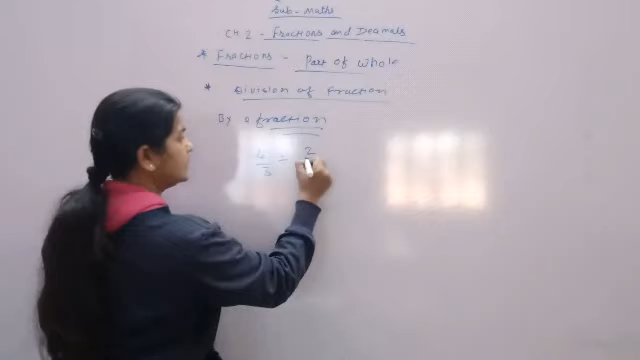 Sub-Maths
CH 2 - Fractions and Decimals
* Fractions - Part of Whole
* Division of Fraction
By a fraction
4/3 ÷ 2